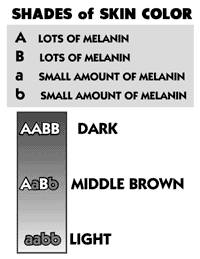 SHADES of SKIN COLOR
A LOTS OF MELANIN
B LOTS OF MELANIN
a SMALL AMOUNT OF MELANIN
b SMALL AMOUNT OF MELANIN
AABB DARK
AaBb MIDDLE BROWN
aabb LIGHT